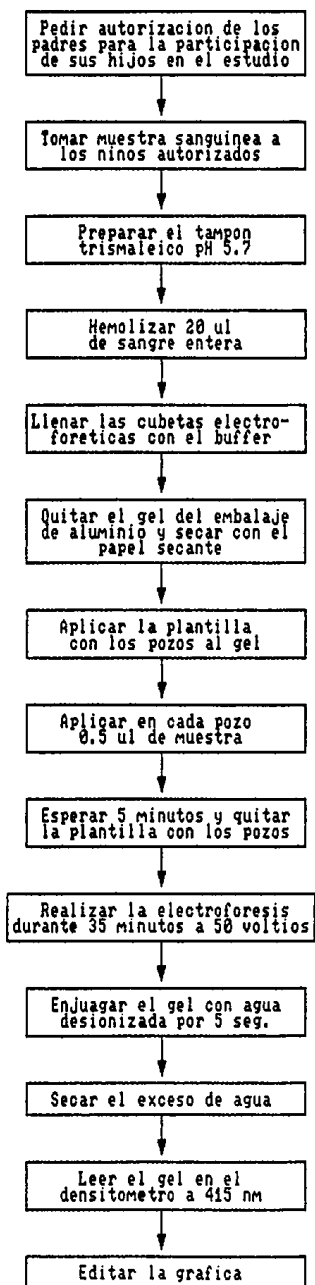 Pedir autorizacion de los
padres para la participacion
de sus hijos en el estudio
Tomar muestra sanguinea a
los ninos autorizados
Preparar el tampon
trismaleico pH 5.7
Hemolizar 20 ul
de sangre entera
Llenar las cubetas electro-
foreticas con el buffer
Quitar el gel del embalaje
de aluminio y secar con el
papel secante
Aplicar la plantilla
con los pozos al gel
Aplicar en cada pozo
0.5 ul de muestra
Esperar 5 minutos y quitar
la plantilla con los pozos
Realizar la electroforesis
durante 35 minutos a 50 voltios
Enjuagar el gel con agua
desionizada por 5 seg.
Secar el exceso de agua
Leer el gel en el
densitometro a 415 nm
Editar la grafica